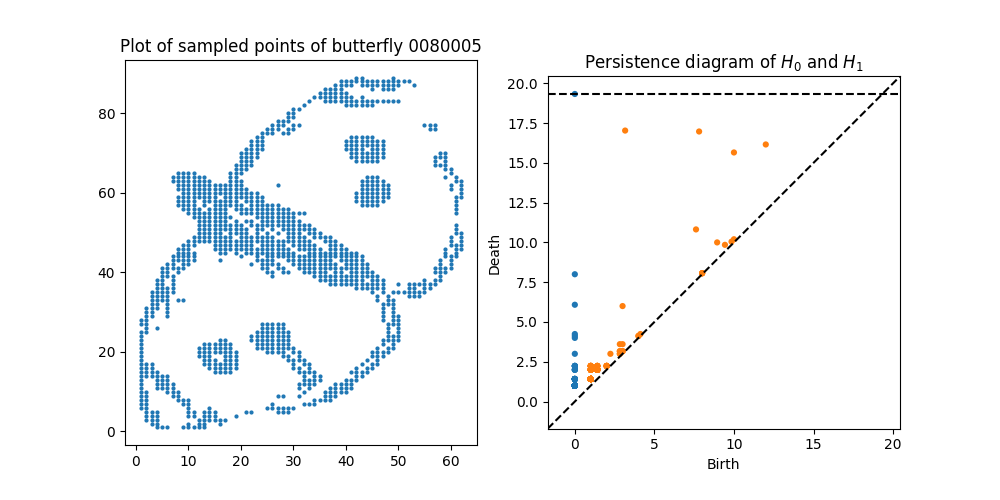 Plot of sampled points of butterfly 0080005
80
60
40
20
0
0 10 20 30 40 50 60
Persistence diagram of $H_0$ and $H_1$
20.0
17.5
15.0
12.5
10.0
7.5
5.0
2.5
0.0
Death
0 5 10 15 20
Birth